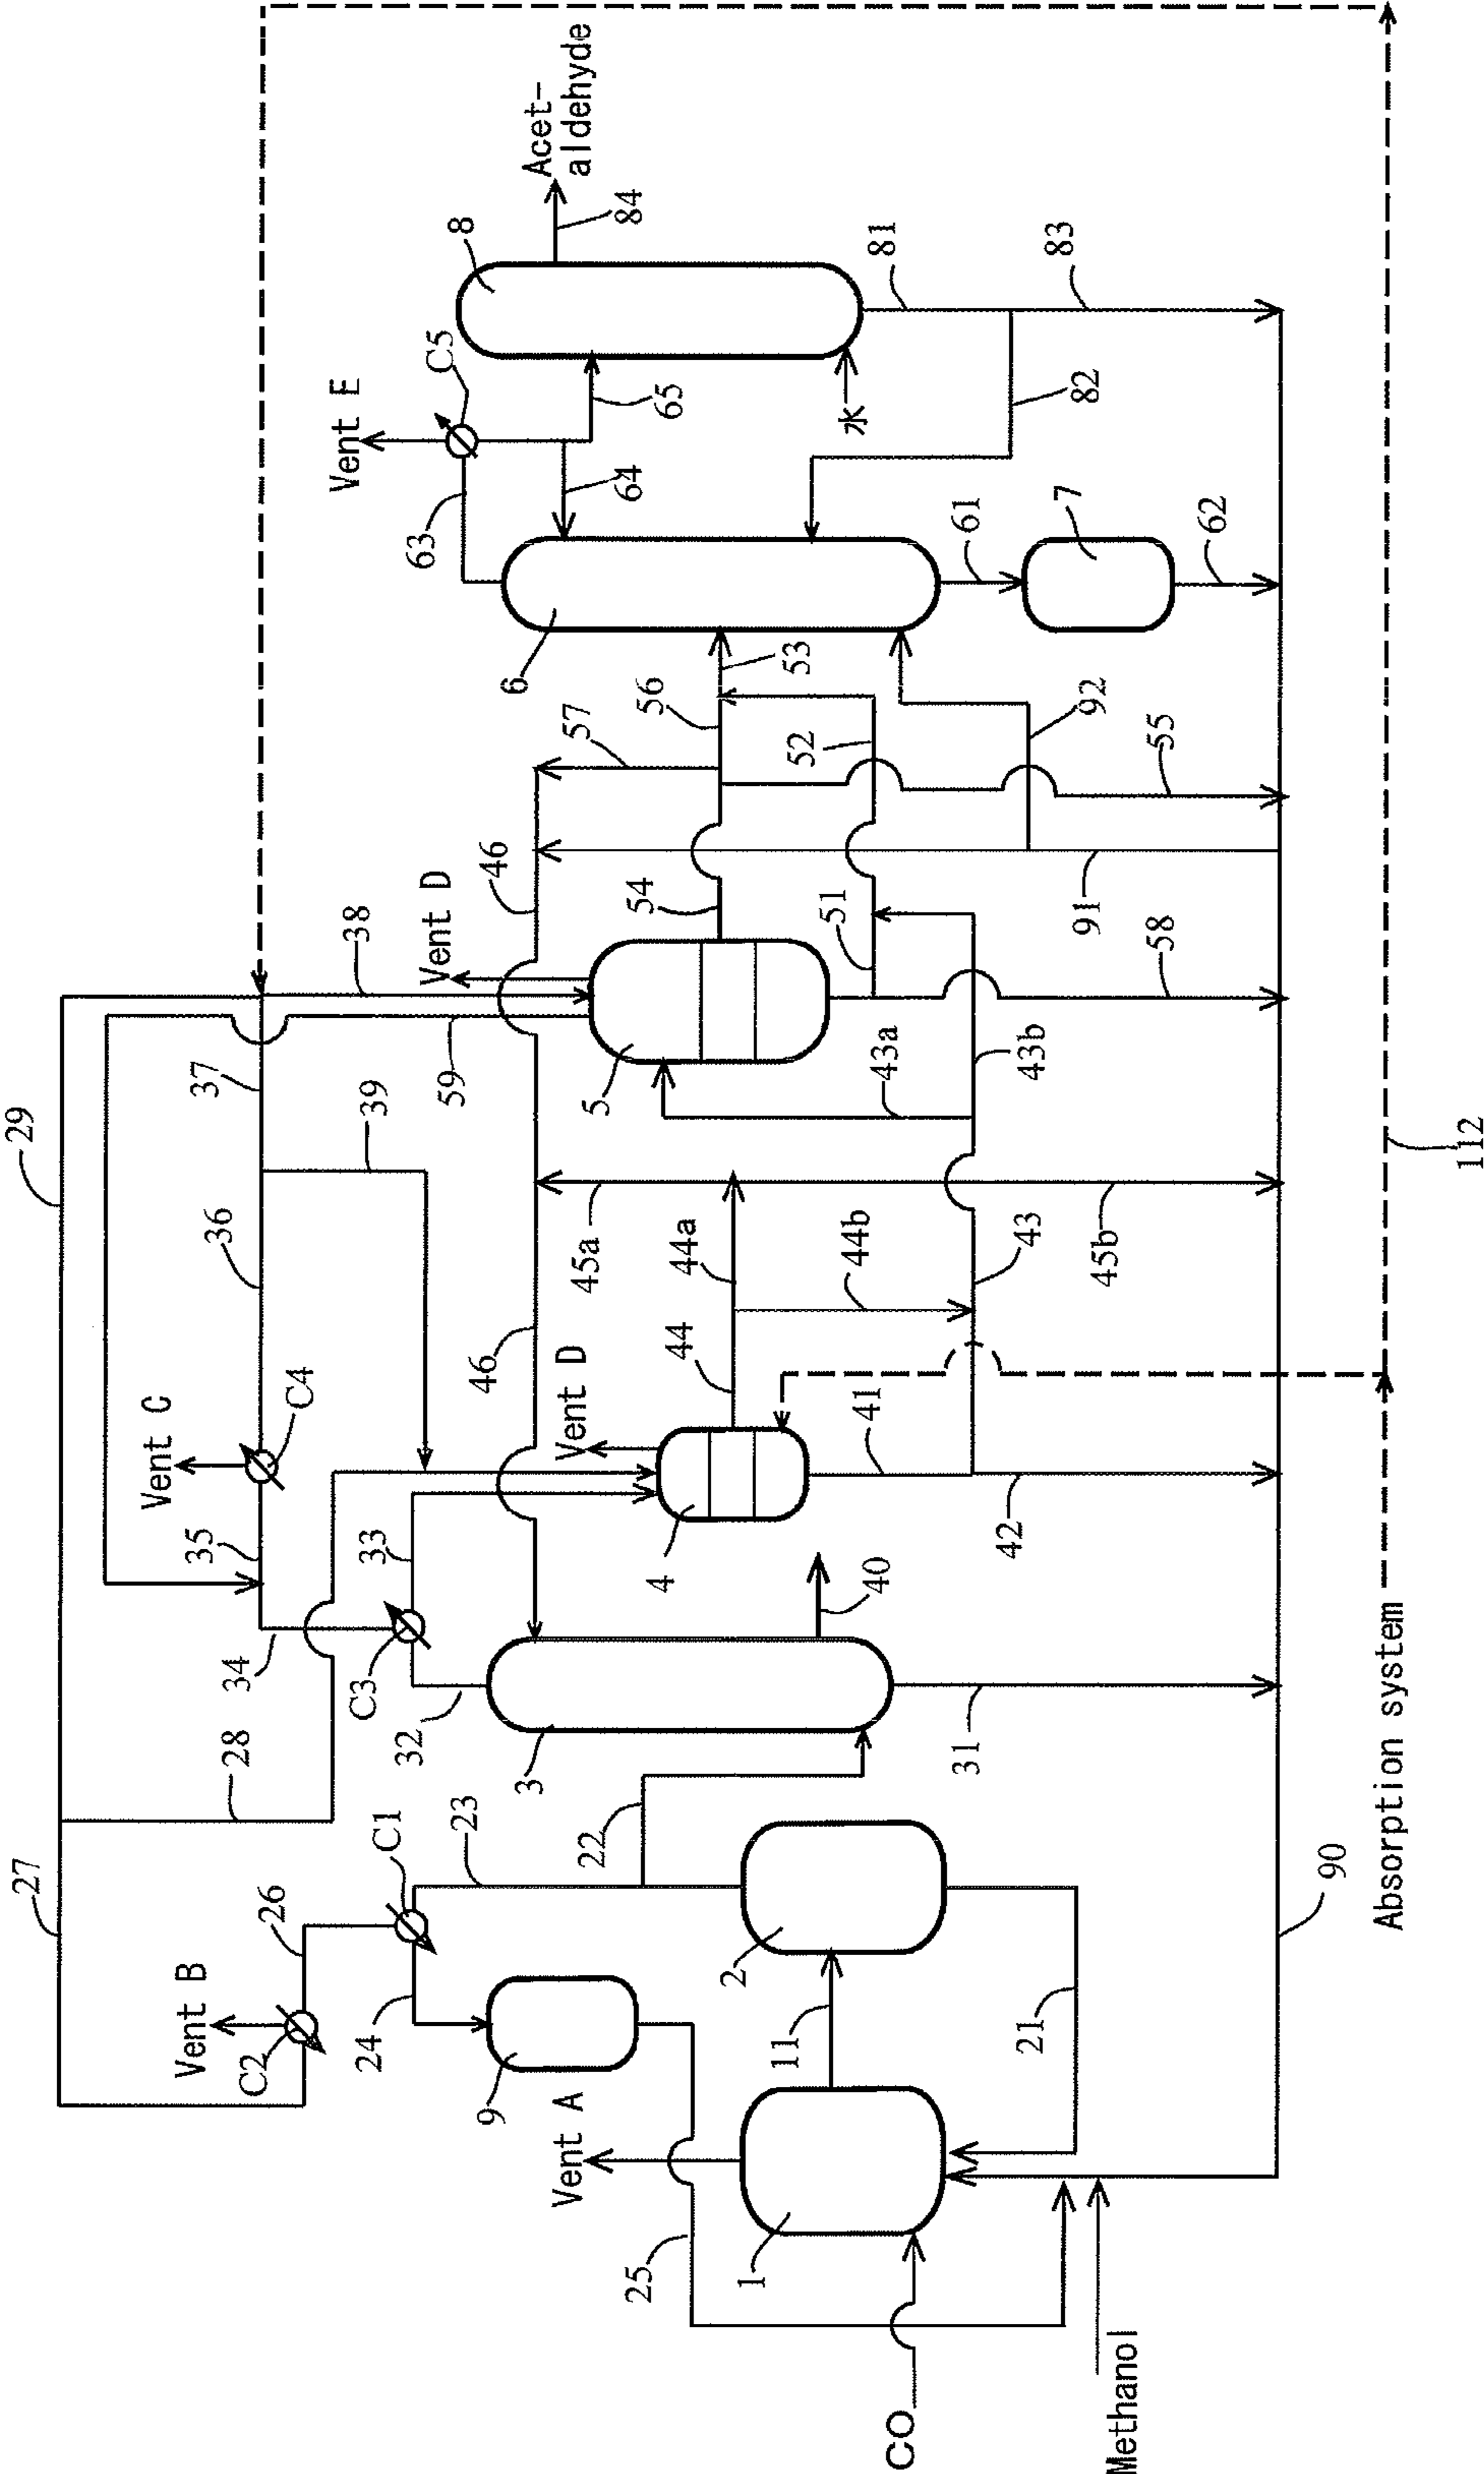 29
27
Vent B
C2
26
C1
28
34
35
Vent C
C4
36
37
39
38
59
Vent D
46
57
56
53
6
63
Vent E
C5
64
65
8
84
Acet-
aldehyde
24
9
23
22
C3
32
33
3
46
Vent D
4
44
44a
45a
5
54
43a
51
52
水
82
81
83
Vent A
25
1
11
2
21
40
41
42
44b
43
45b
43b
58
91
92
55
61
7
62
31
CO
Methanol
90
Absorption system
112